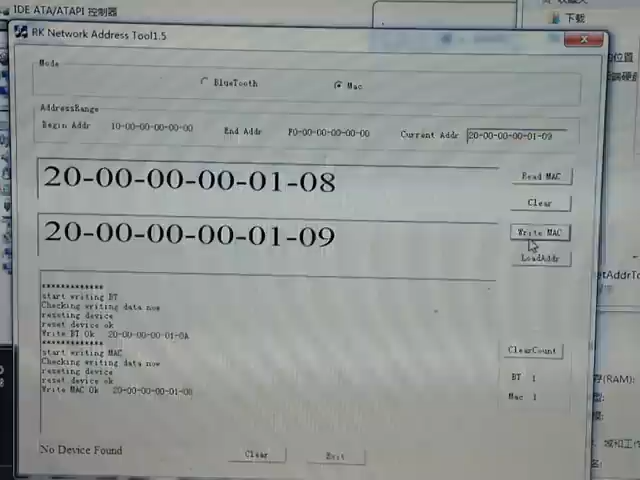 IDE ATA/ATAPI 控制器
下载
RK Network Address Tool1.5
Mode
BlueTooth
Mac
AddressRange
Begin Addr 10-00-00-00-00-00 End Addr F0-00-00-00-00-00 Current Addr 20-00-00-00-01-09
20-00-00-00-01-08
Read MAC
Clear
20-00-00-00-01-09
Write MAC
LoadAddr
*************
start writing BT
Checking writing data now
reseting device
reset device ok
Write BT Ok 20-00-00-00-01-0A
*************
start writing MAC
Checking writing data now
reseting device
reset device ok
Write MAC Ok 20-00-00-00-01-08
ClearCount
BT 1
Mac 1
No Device Found
Clear
Exit
(RAM):